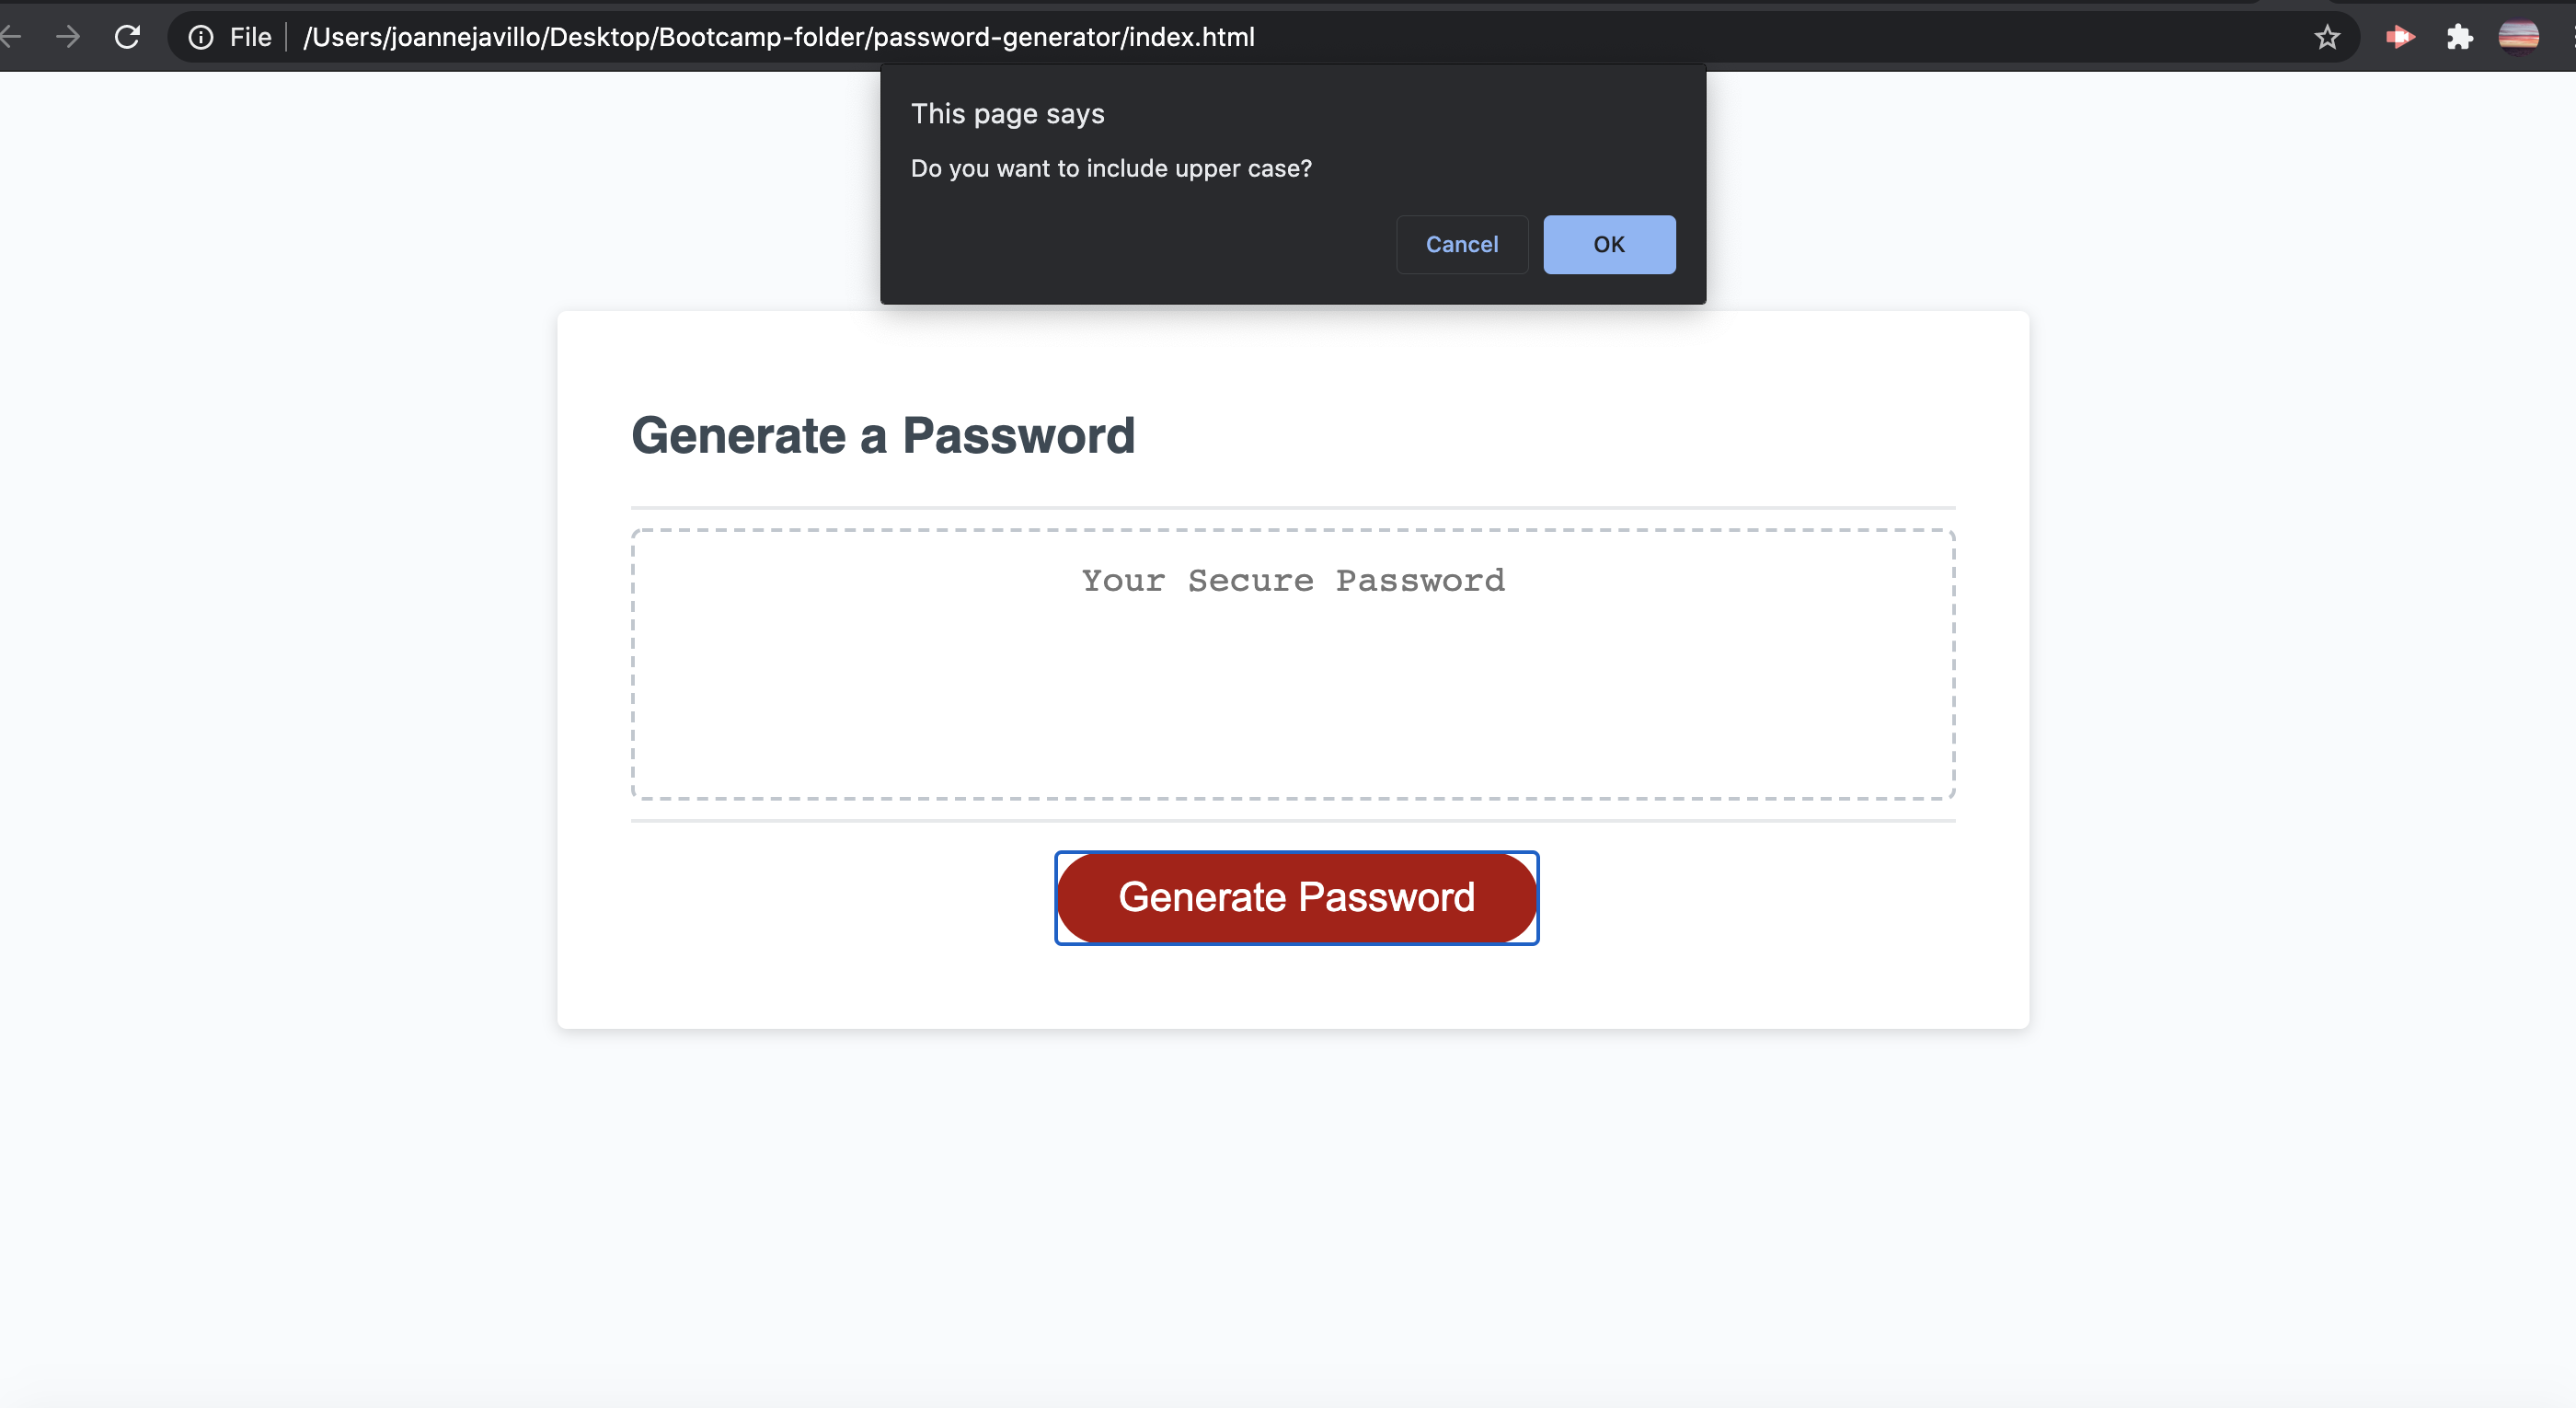 File /Users/joannejavillo/Desktop/Bootcamp-folder/password-generator/index.html
This page says
Do you want to include upper case?
Cancel OK
Generate a Password
Your Secure Password
Generate Password